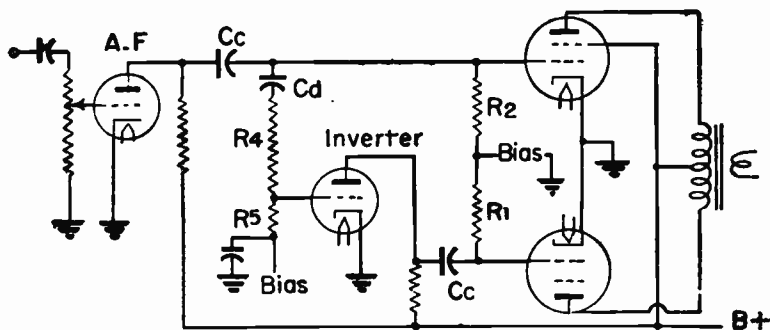 A.F
Cc
Cd
R4
Inverter
R2
Bias
R5
R1
Bias
Cc
B+